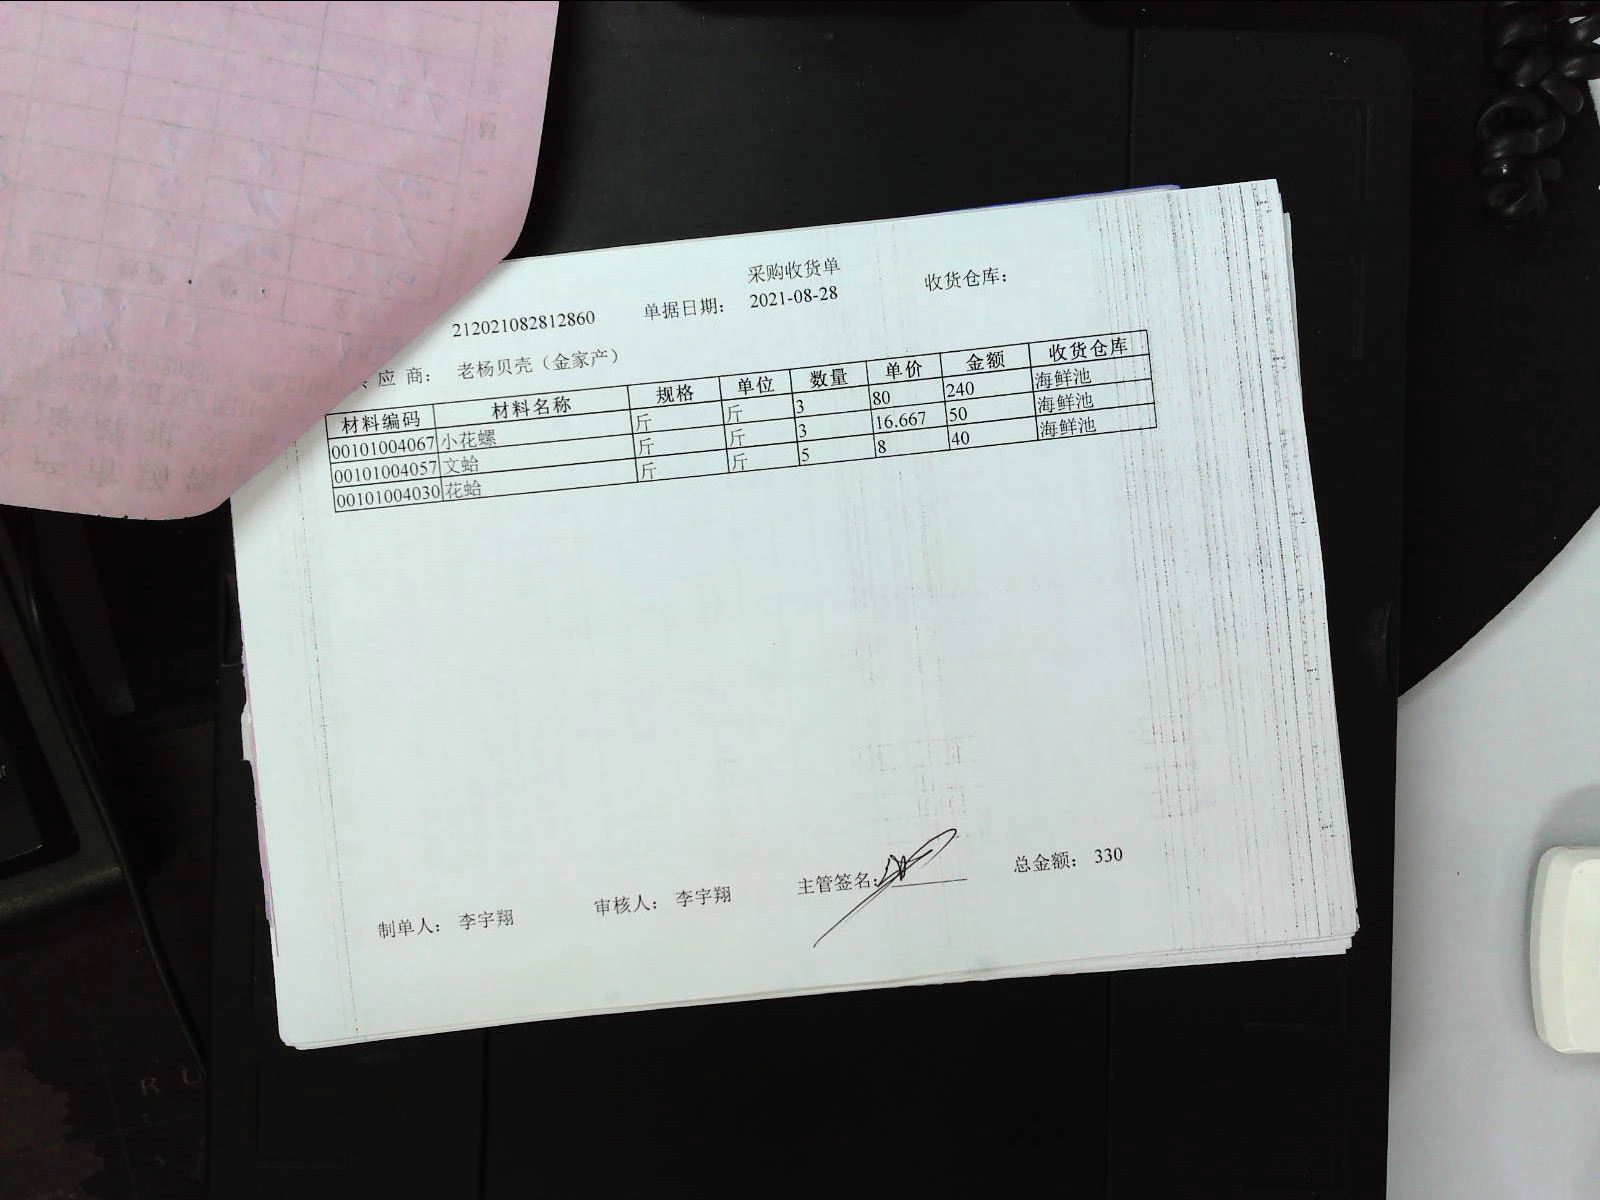 采购收货单
212021082812860 单据日期: 2021-08-28 收货仓库:
应 商: 老杨贝壳（金家产）
材料编码 材料名称 规格 单位 数量 单价 金额 收货仓库
00101004067 小花螺 斤 斤 3 80 240 海鲜池
00101004057 文蛤 斤 斤 3 16.667 50 海鲜池
00101004030 花蛤 斤 斤 5 8 40 海鲜池
制单人: 李宇翔 审核人: 李宇翔 主管签名: 总金额: 330